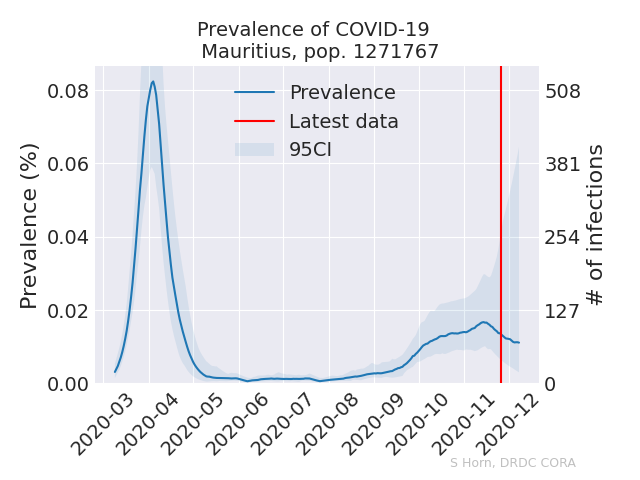 Prevalence of COVID-19
Mauritius, pop. 1271767
Prevalence
Latest data
95CI
Prevalence (%)
0.08
0.06
0.04
0.02
0.00
508
381
254
127
0
# of infections
2020-03
2020-04
2020-05
2020-06
2020-07
2020-08
2020-09
2020-10
2020-11
2020-12
S Horn, DRDC CORA